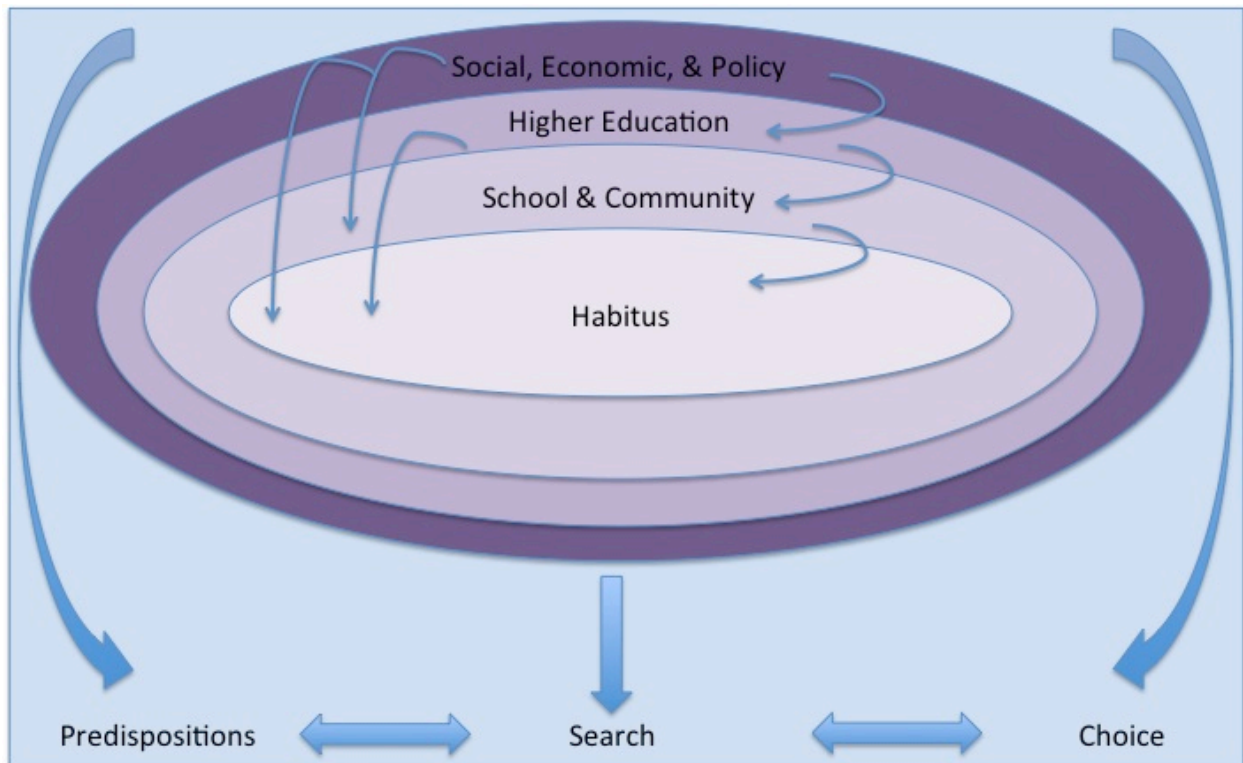 Social, Economic, & Policy
Higher Education
School & Community
Habitus
Predispositions
Search
Choice